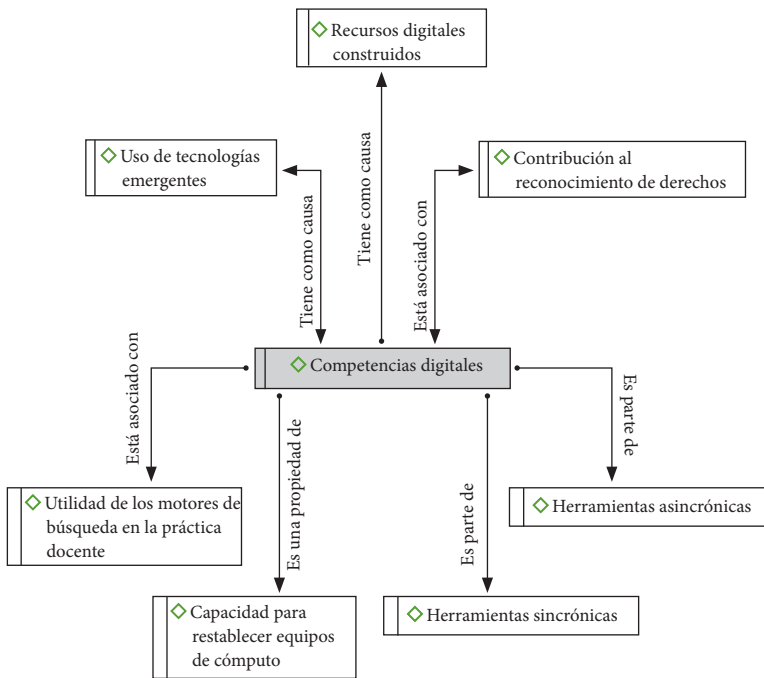 Recursos digitales
construidos
Uso de tecnologías
emergentes
Contribución al
reconocimiento de derechos
Tiene como causa
Tiene como causa
Está asociado con
Competencias digitales
Está asociado con
Es una propiedad de
Es parte de
Es parte de
Utilidad de los motores de
búsqueda en la práctica
docente
Herramientas asincrónicas
Capacidad para
restablecer equipos
de cómputo
Herramientas sincrónicas